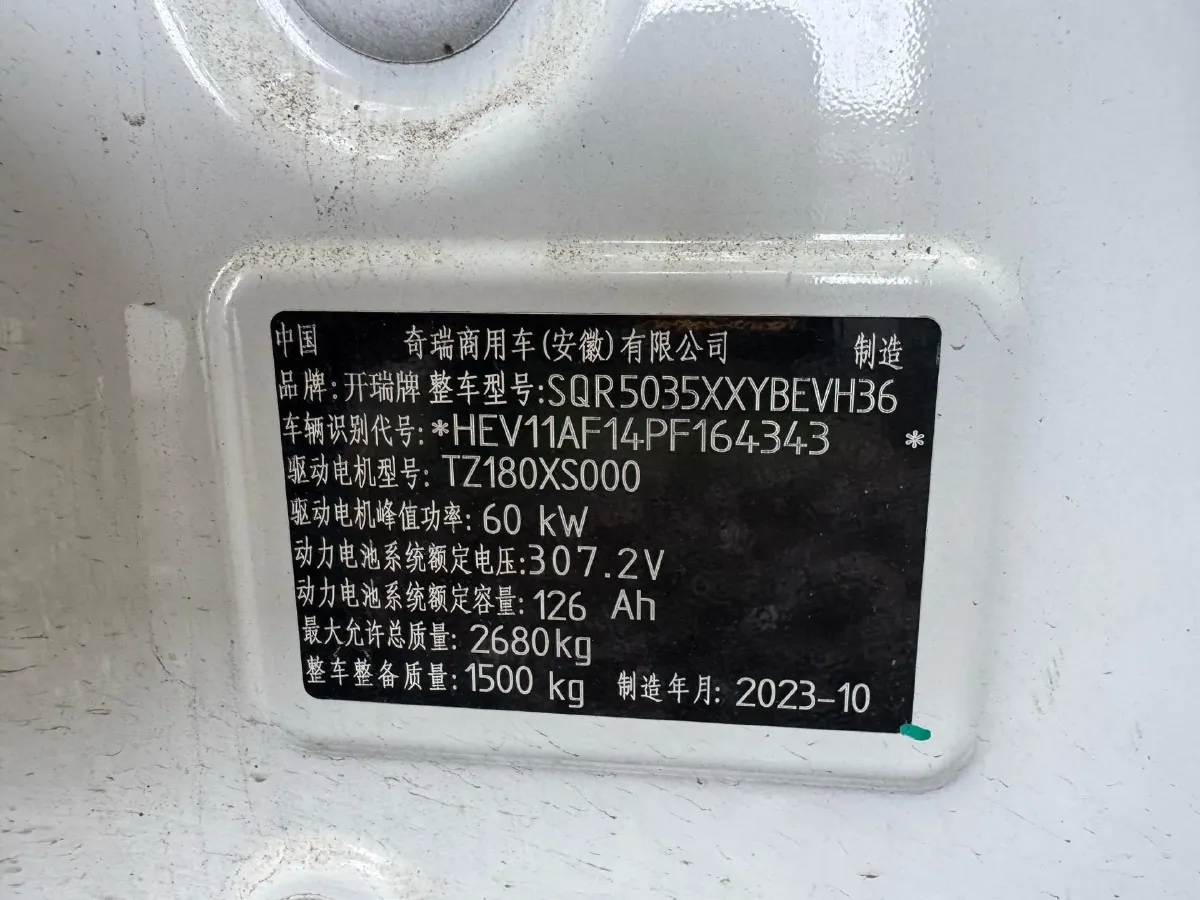 中国 奇瑞商用车(安徽)有限公司 制造
品牌:开瑞牌 整车型号:SQR5035XXYBEVH36
车辆识别代号:*HEV11AF14PF164343 *
驱动电机型号: TZ180XS000
驱动电机峰值功率: 60 kW
动力电池系统额定电压:307.2V
动力电池系统额定容量: 126 Ah
最大允许总质量: 2680kg
整车整备质量: 1500 kg 制造年月: 2023-10